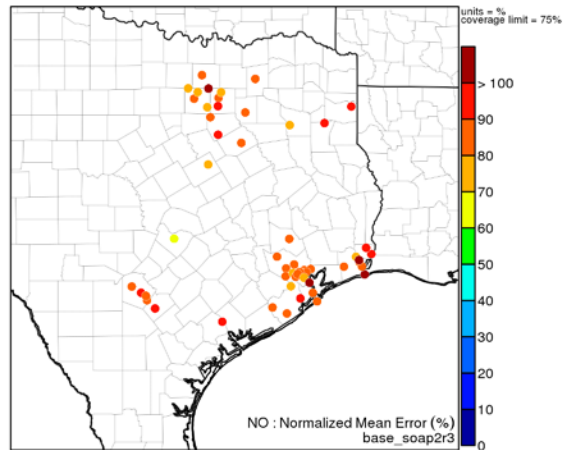 units = %
coverage limit = 75%
> 100
90
80
70
60
50
40
30
20
10
0
NO : Normalized Mean Error (%)
base_soap2r3